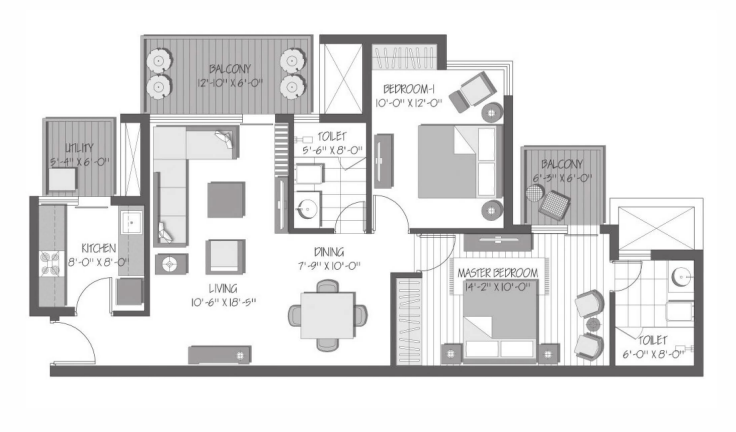 BALCONY
12'-10" X 6'-0"
BEDROOM-1
10'-0" X 12'-0"
UTILITY
5'-4" X 6'-0"
TOILET
5'-6" X 8'-0"
BALCONY
6'-3" X 6'-0"
KITCHEN
8'-0" X 8'-0"
DINING
7'-9" X 10'-0"
LIVING
10'-6" X 18'-5"
MASTER BEDROOM
14'-2" X 10'-0"
TOILET
6'-0" X 8'-0"